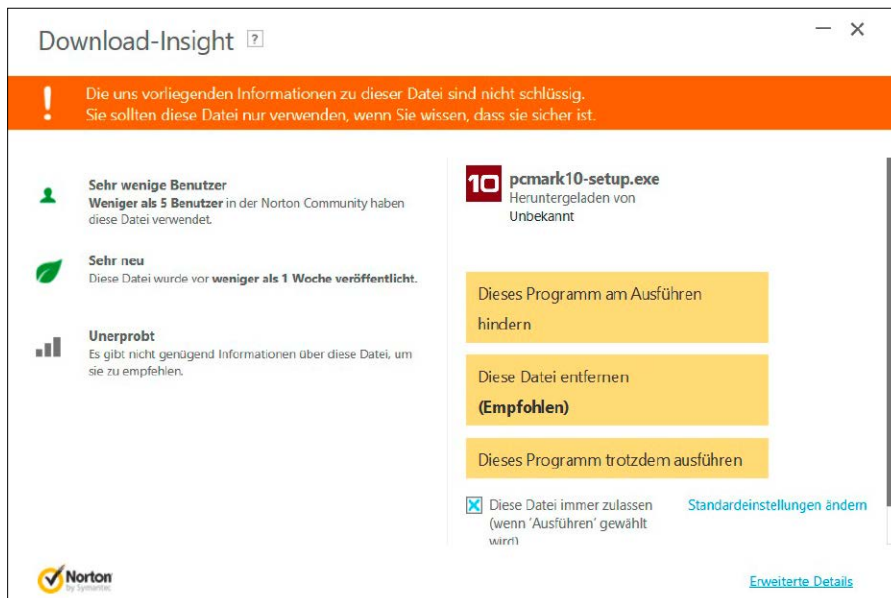 Download-Insight ?
Die uns vorliegenden Informationen zu dieser Datei sind nicht schlüssig.
Sie sollten diese Datei nur verwenden, wenn Sie wissen, dass sie sicher ist.
Sehr wenige Benutzer
Weniger als 5 Benutzer in der Norton Community haben
diese Datei verwendet.
Sehr neu
Diese Datei wurde vor weniger als 1 Woche veröffentlicht.
Unerprobt
Es gibt nicht genügend Informationen über diese Datei, um
sie zu empfehlen.
10
pcmark10-setup.exe
Heruntergeladen von
Unbekannt
Dieses Programm am Ausführen
hindern
Diese Datei entfernen
(Empfohlen)
Dieses Programm trotzdem ausführen
Diese Datei immer zulassen
(wenn 'Ausführen' gewählt
wird)
Standardeinstellungen ändern
Norton
by Symantec
Erweiterte Details